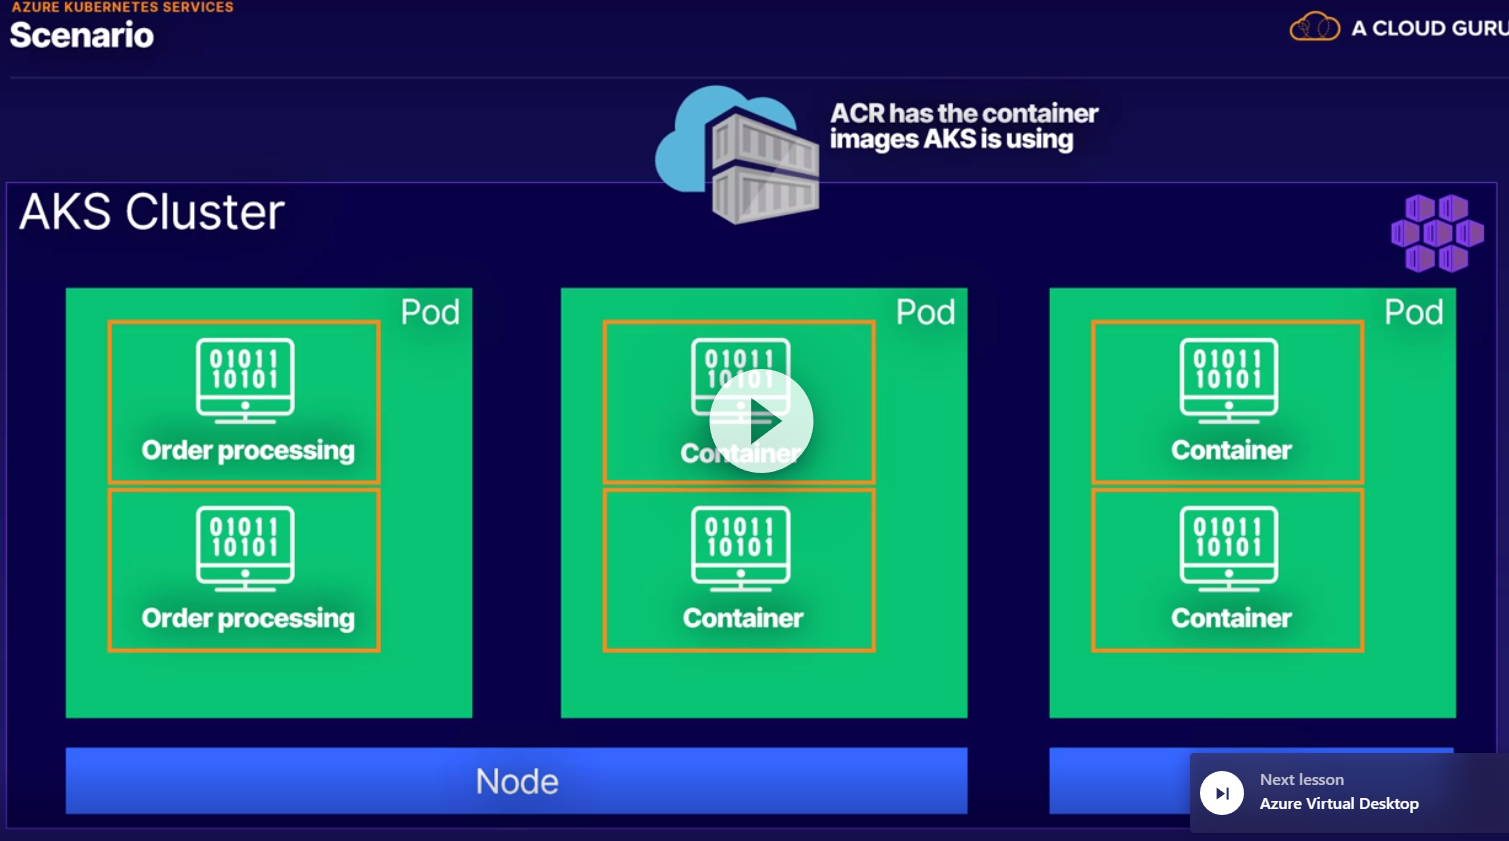 AZURE KUBERNETES SERVICES
Scenario
A CLOUD GURU
ACR has the container
images AKS is using
AKS Cluster
Pod
01011
10101
Order processing
01011
10101
Order processing
Pod
01011
10101
Container
01011
10101
Container
Pod
01011
10101
Container
01011
10101
Container
Node
Next lesson
Azure Virtual Desktop